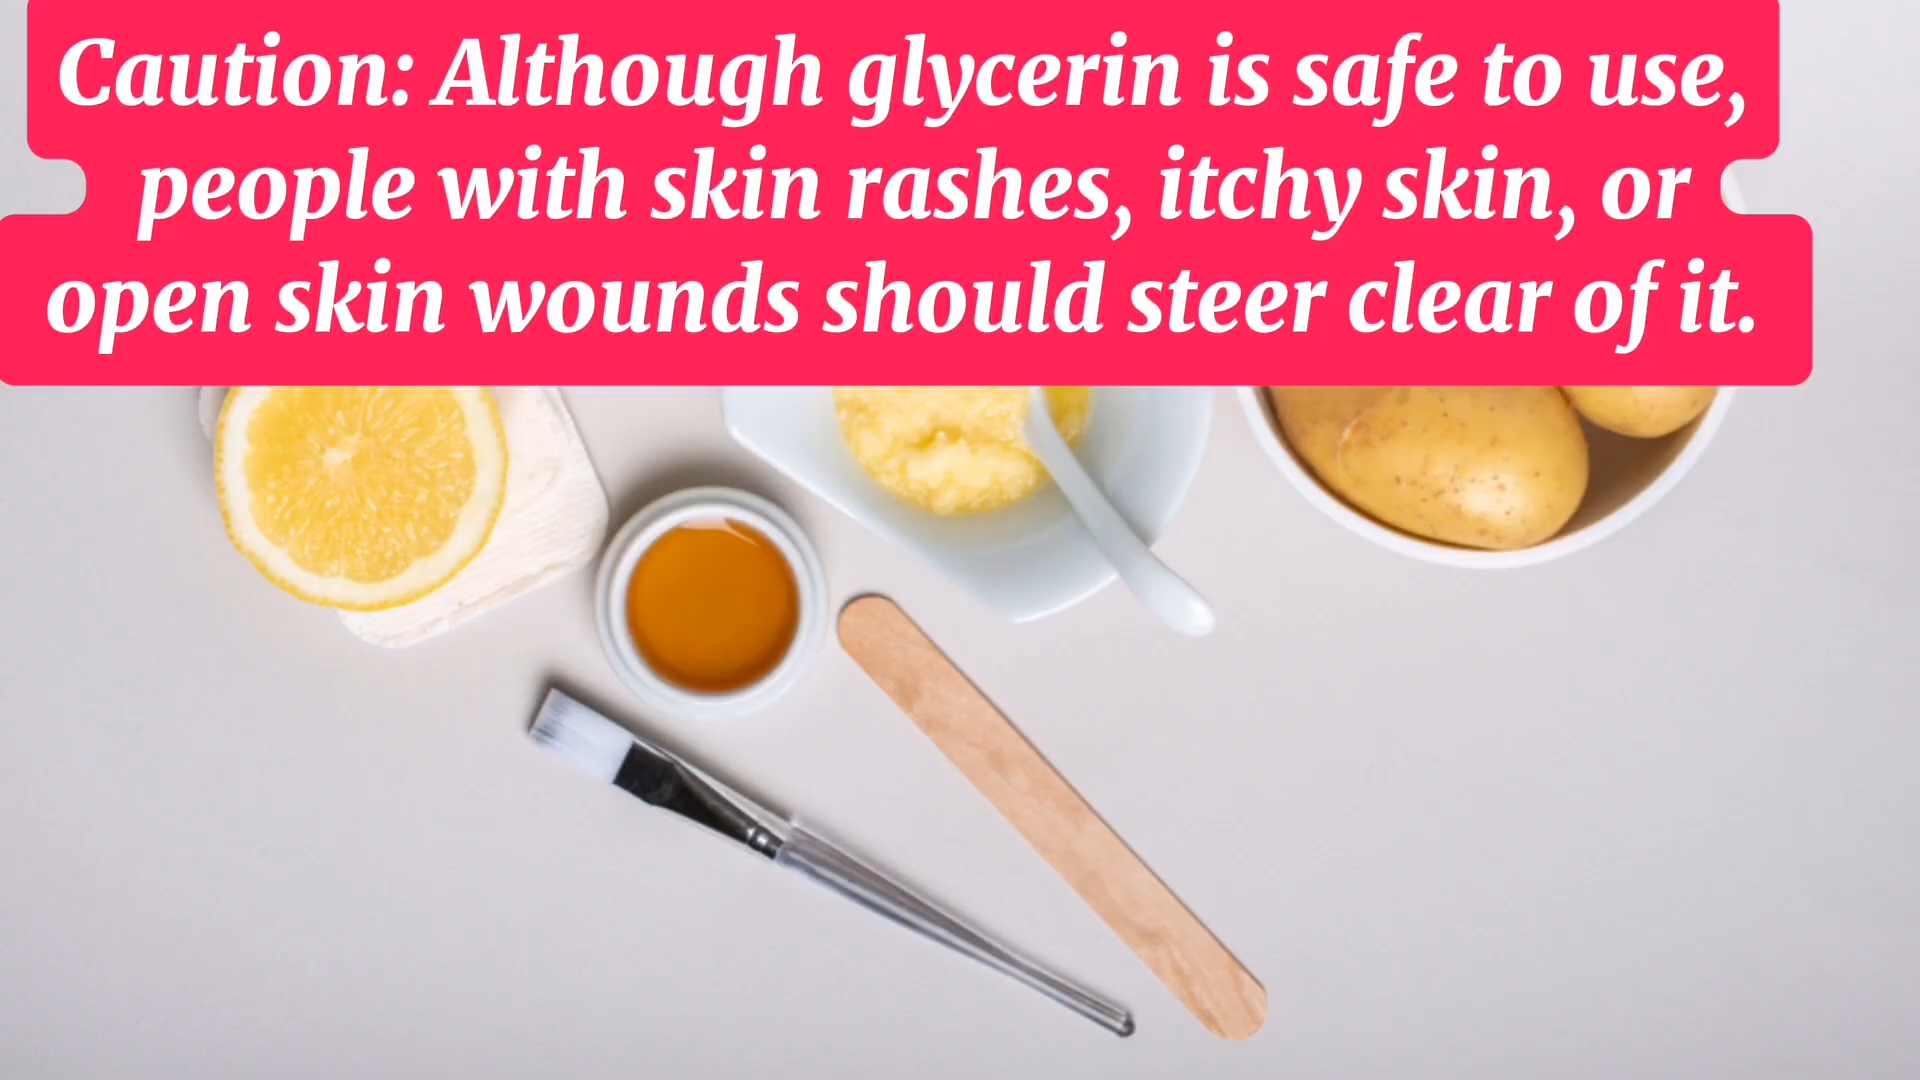 Caution: Although glycerin is safe to use,
people with skin rashes, itchy skin, or
open skin wounds should steer clear of it.